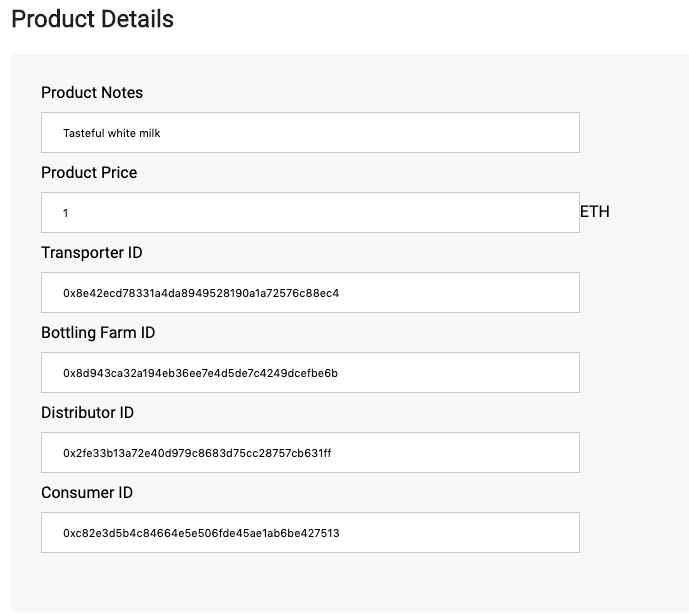 Product Details
Product Notes
Tasteful white milk
Product Price
1 ETH
Transporter ID
0x8e42ecd78331a4da8949528190a1a72576c88ec4
Bottling Farm ID
0x8d943ca32a194eb36ee7e4d5de7c4249dcefbe6b
Distributor ID
0x2fe33b13a72e40d979c8683d75cc28757cb631ff
Consumer ID
0xc82e3d5b4c84664e5e506fde45ae1ab6be427513